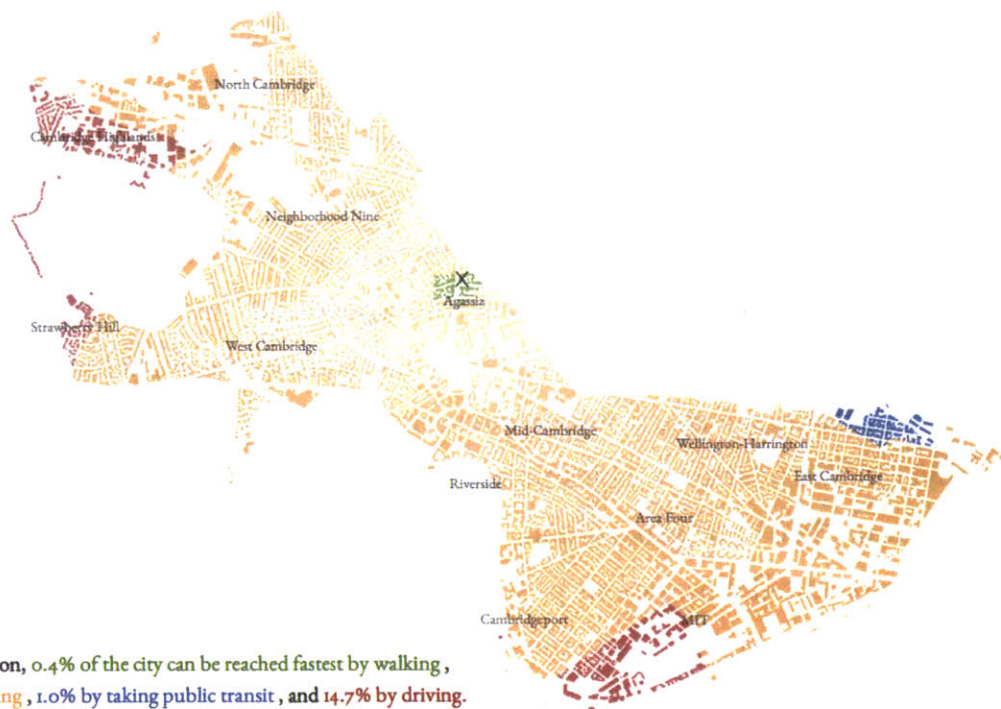 North Cambridge
Cambridge Highlands
Neighborhood Nine
Agassiz
Strawberry Hill
West Cambridge
Mid-Cambridge
Wellington-Harrington
Riverside
East Cambridge
Area Four
Cambridgeport
MIT
on, 0.4% of the city can be reached fastest by walking ,
ng , 1.0% by taking public transit , and 14.7% by driving.